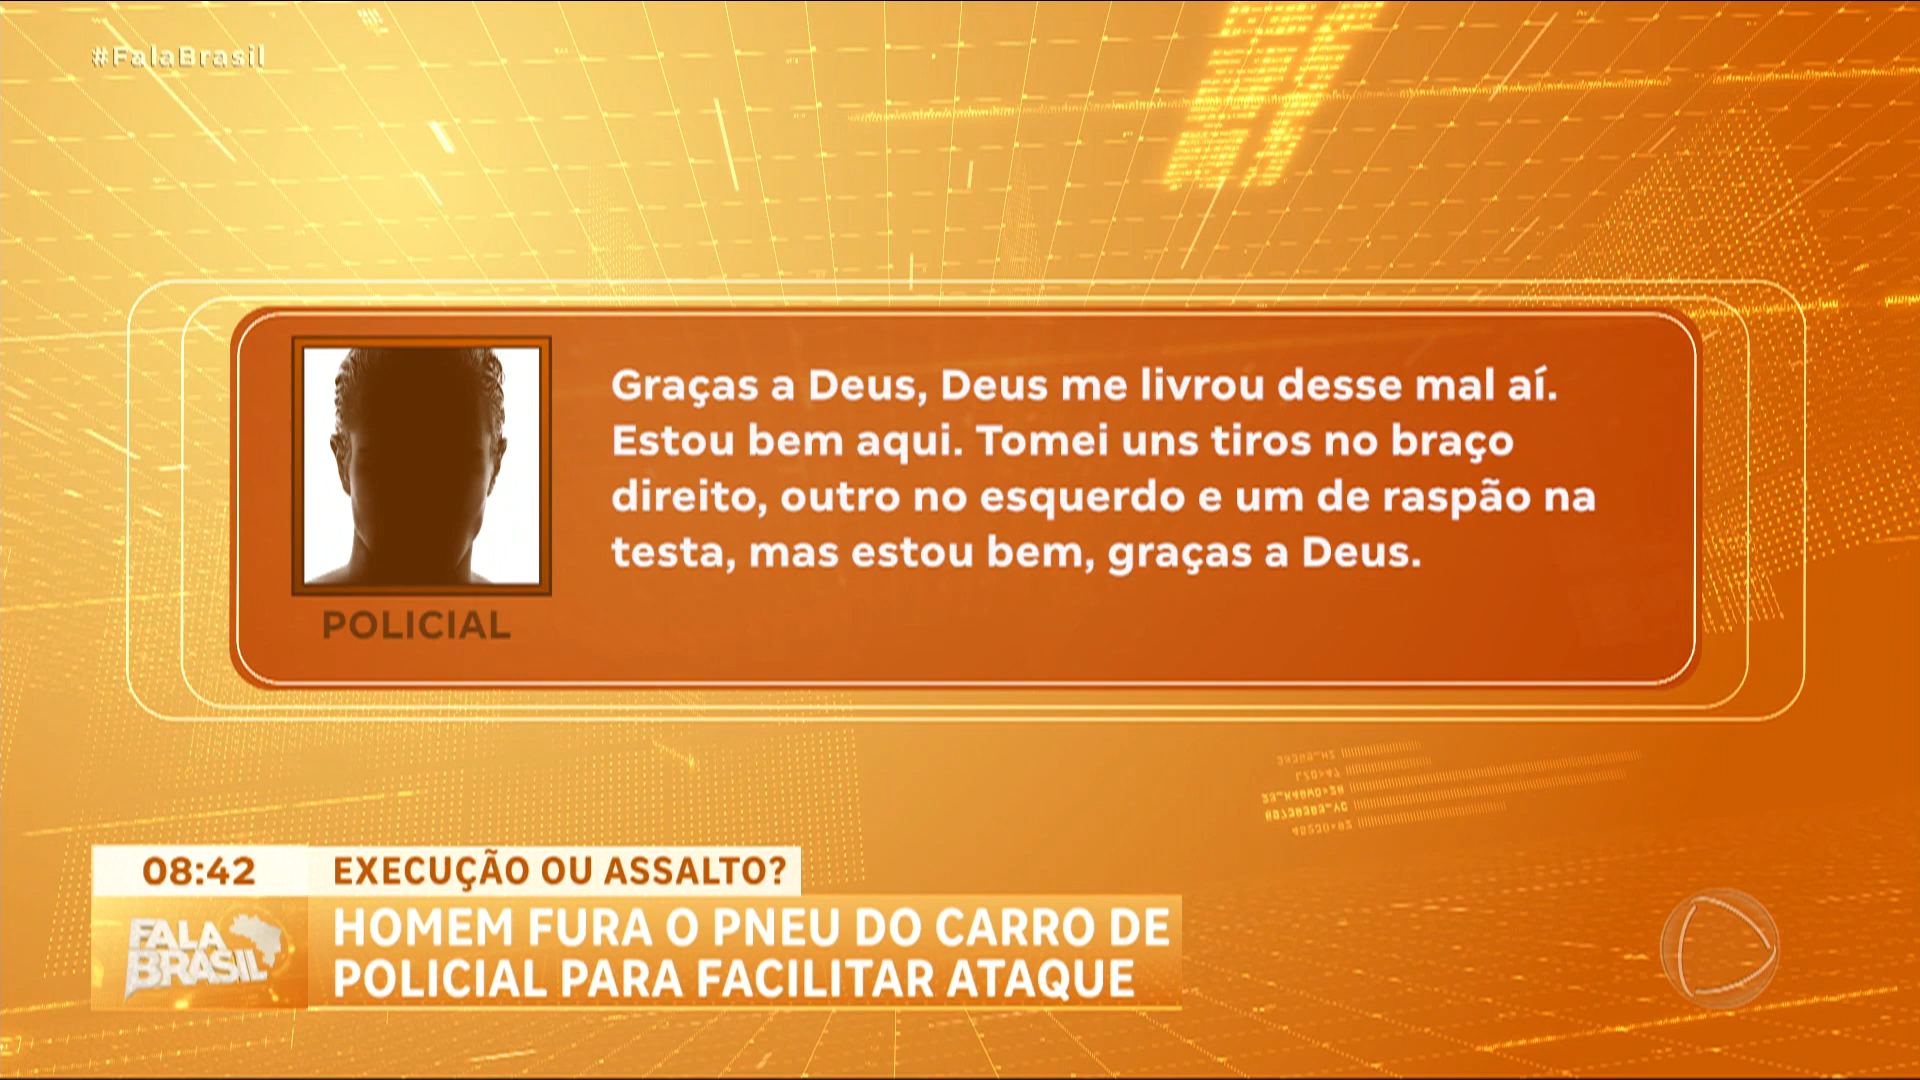 #FalaBrasil
Graças a Deus, Deus me livrou desse mal aí.
Estou bem aqui. Tomei uns tiros no braço
direito, outro no esquerdo e um de raspão na
testa, mas estou bem, graças a Deus.
POLICIAL
08:42
EXECUÇÃO OU ASSALTO?
FALA
BRASIL
HOMEM FURA O PNEU DO CARRO DE
POLICIAL PARA FACILITAR ATAQUE